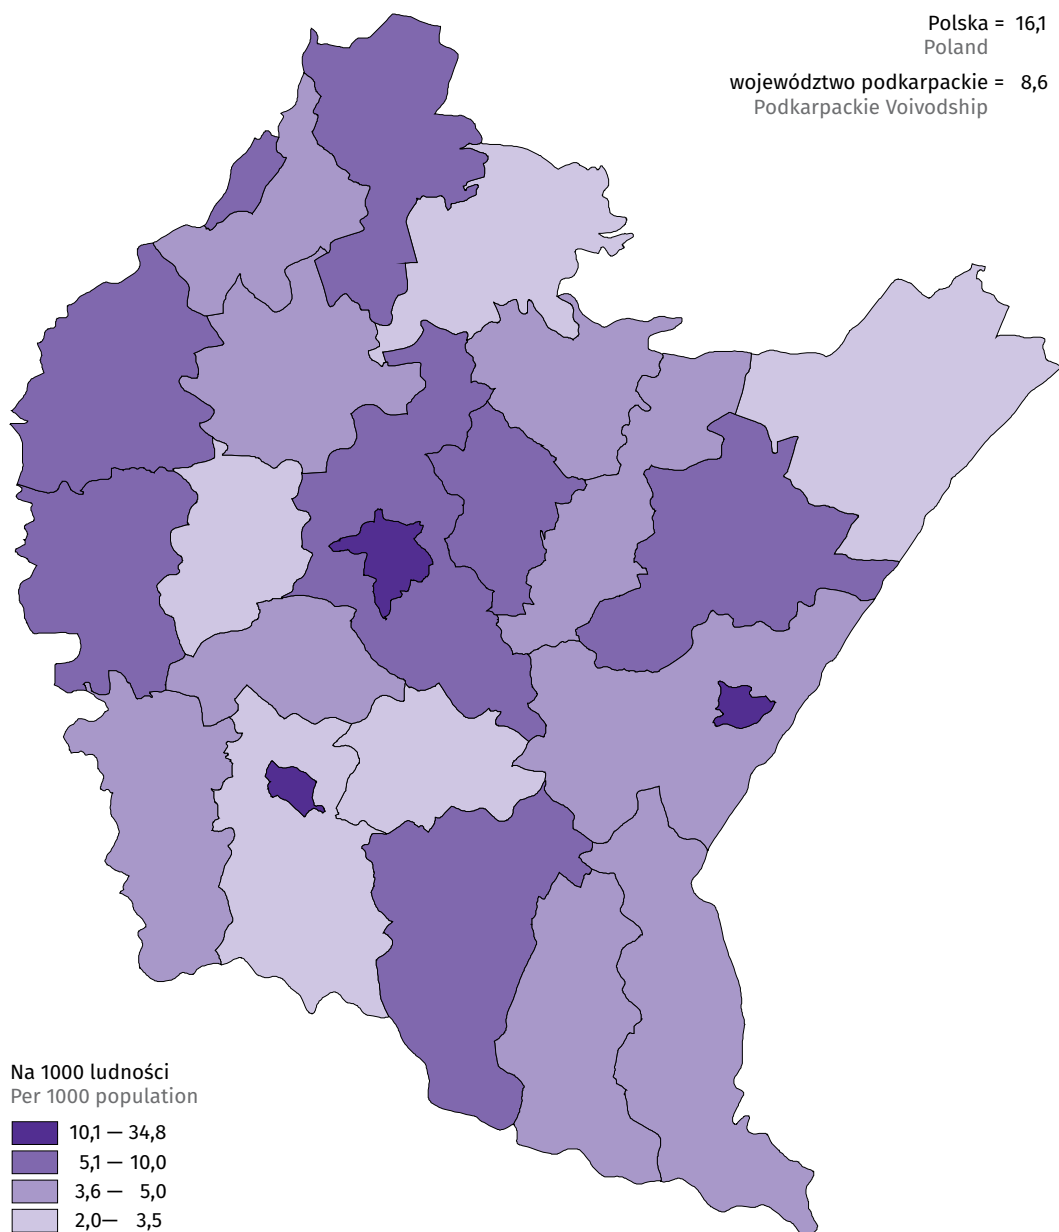 Polska = 16,1
Poland
województwo podkarpackie = 8,6
Podkarpackie Voivodship
Na 1000 ludności
Per 1000 population
10,1 — 34,8
5,1 — 10,0
3,6 — 5,0
2,0— 3,5